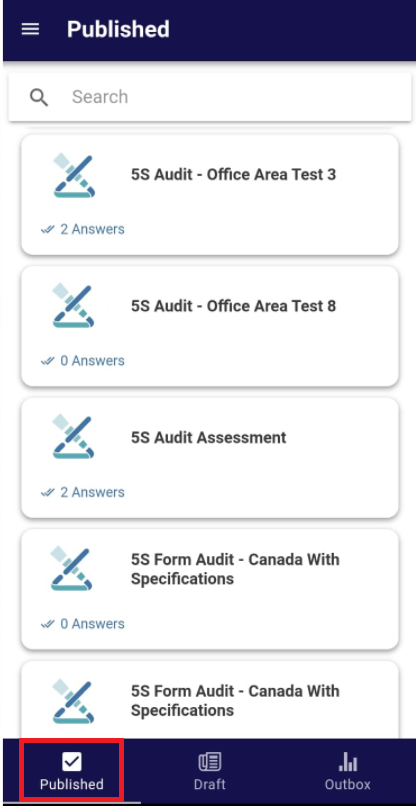 Published
Search
5S Audit - Office Area Test 3
2 Answers
5S Audit - Office Area Test 8
0 Answers
5S Audit Assessment
2 Answers
5S Form Audit - Canada With
Specifications
0 Answers
5S Form Audit - Canada With
Specifications
Published
Draft
Outbox